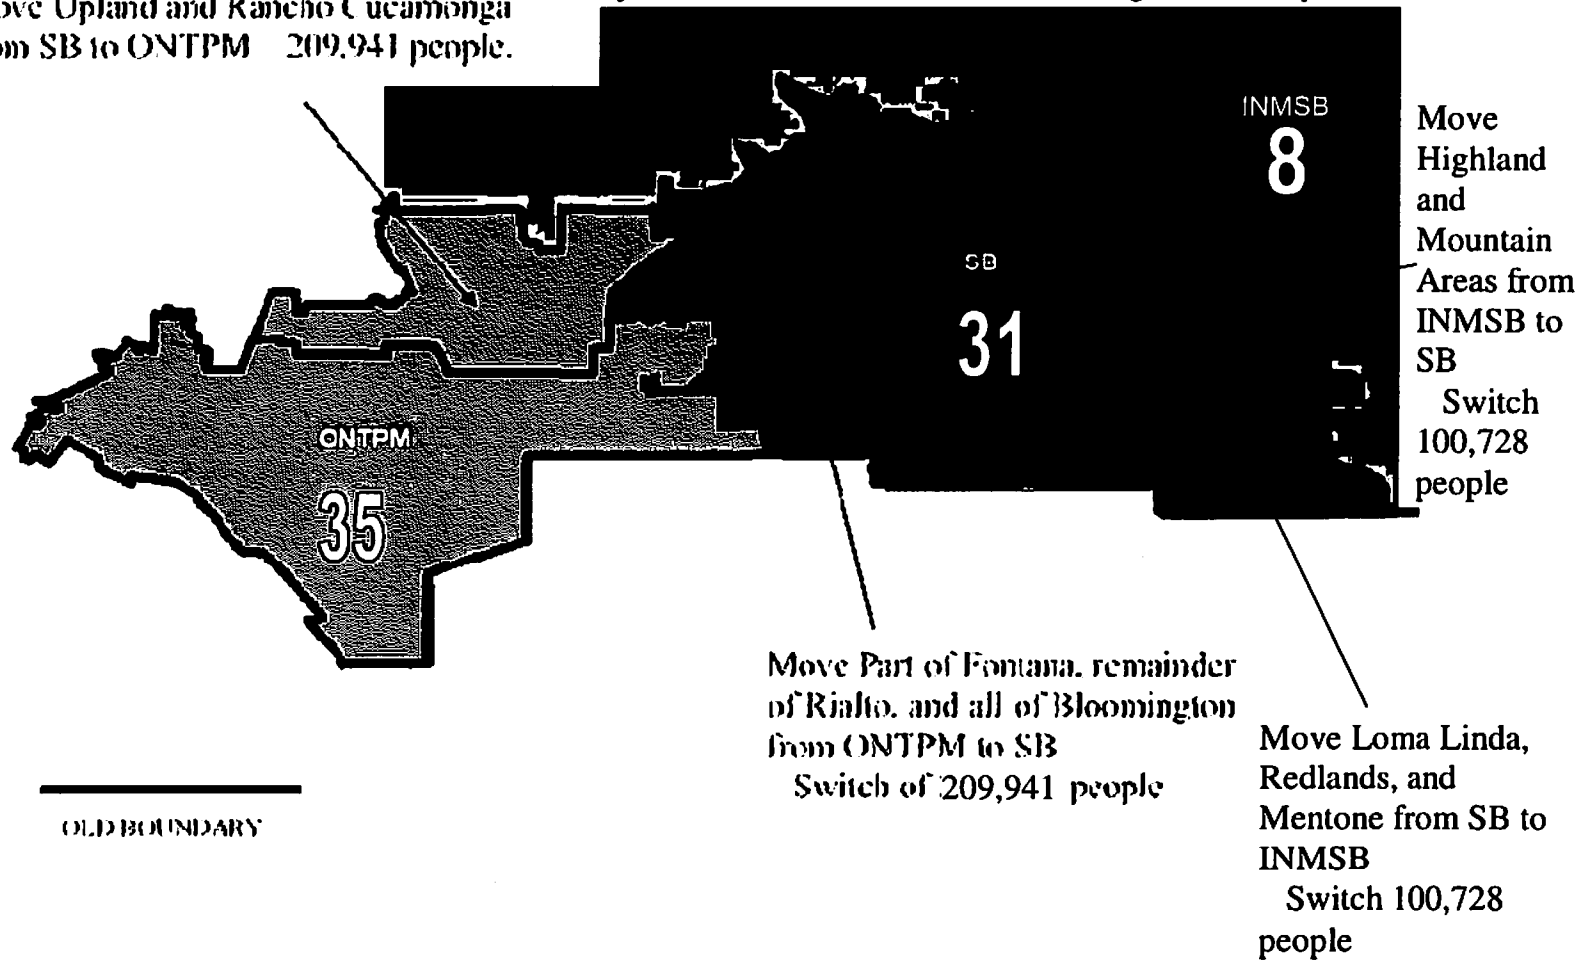 Upland and Rancho Cucamonga
SB to ONTPM 209,941 people.
INMSB
8
Move
Highland
and
Mountain
Areas from
INMSB to
SB
Switch
100,728
people
SB
31
ONTPM
35
Move Part of Fontana, remainder
of Rialto, and all of Bloomington
from ONTPM to SB
Switch of 209,941 people
Move Loma Linda,
Redlands, and
Mentone from SB to
INMSB
Switch 100,728
people
OLD BOUNDARY